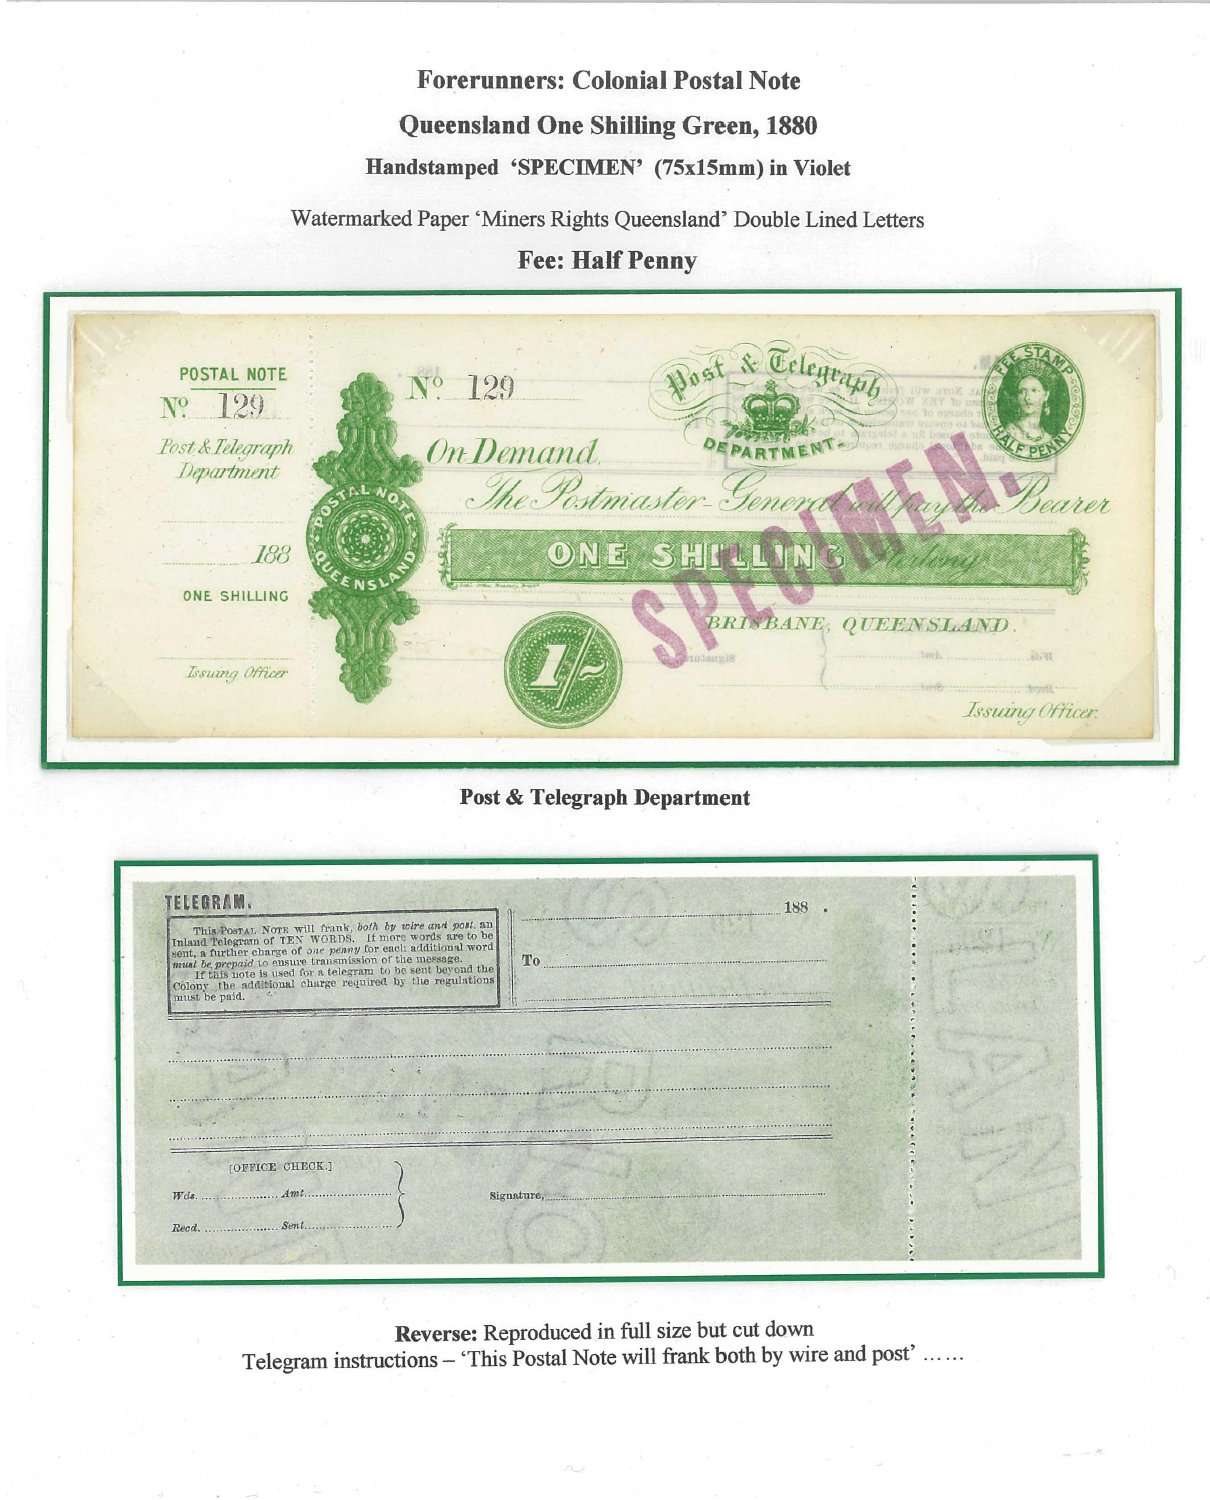 Forerunners: Colonial Postal Note
Queensland One Shilling Green, 1880
Handstamped 'SPECIMEN' (75x15mm) in Violet
Watermarked Paper 'Miners Rights Queensland' Double Lined Letters
Fee: Half Penny
POSTAL NOTE
Nº 129
Post & Telegraph
Department
188
ONE SHILLING
Issuing Officer
POSTAL NOTE
QUEENSLAND
Nº 129
Post & Telegraph
DEPARTMENT.
FEE STAMP
HALF PENNY
On Demand.
The Postmaster-General will pay the Bearer
ONE SHILLING Sterling
SPECIMEN.
BRISBANE, QUEENSLAND.
1/-
Issuing Officer.
Post & Telegraph Department
TELEGRAM.
This POSTAL NOTE will frank, both by wire and post, an
Inland Telegram of TEN WORDS. If more words are to be
sent, a further charge of one penny for each additional word
must be prepaid to ensure transmission of the message.
If this note is used for a telegram to be sent beyond the
Colony the additional charge required by the regulations
must be paid.
188 .
To
[OFFICE CHECK.]
Wds. Amt.
Recd. Sent.
Signature,
Reverse: Reproduced in full size but cut down
Telegram instructions – 'This Postal Note will frank both by wire and post' ……